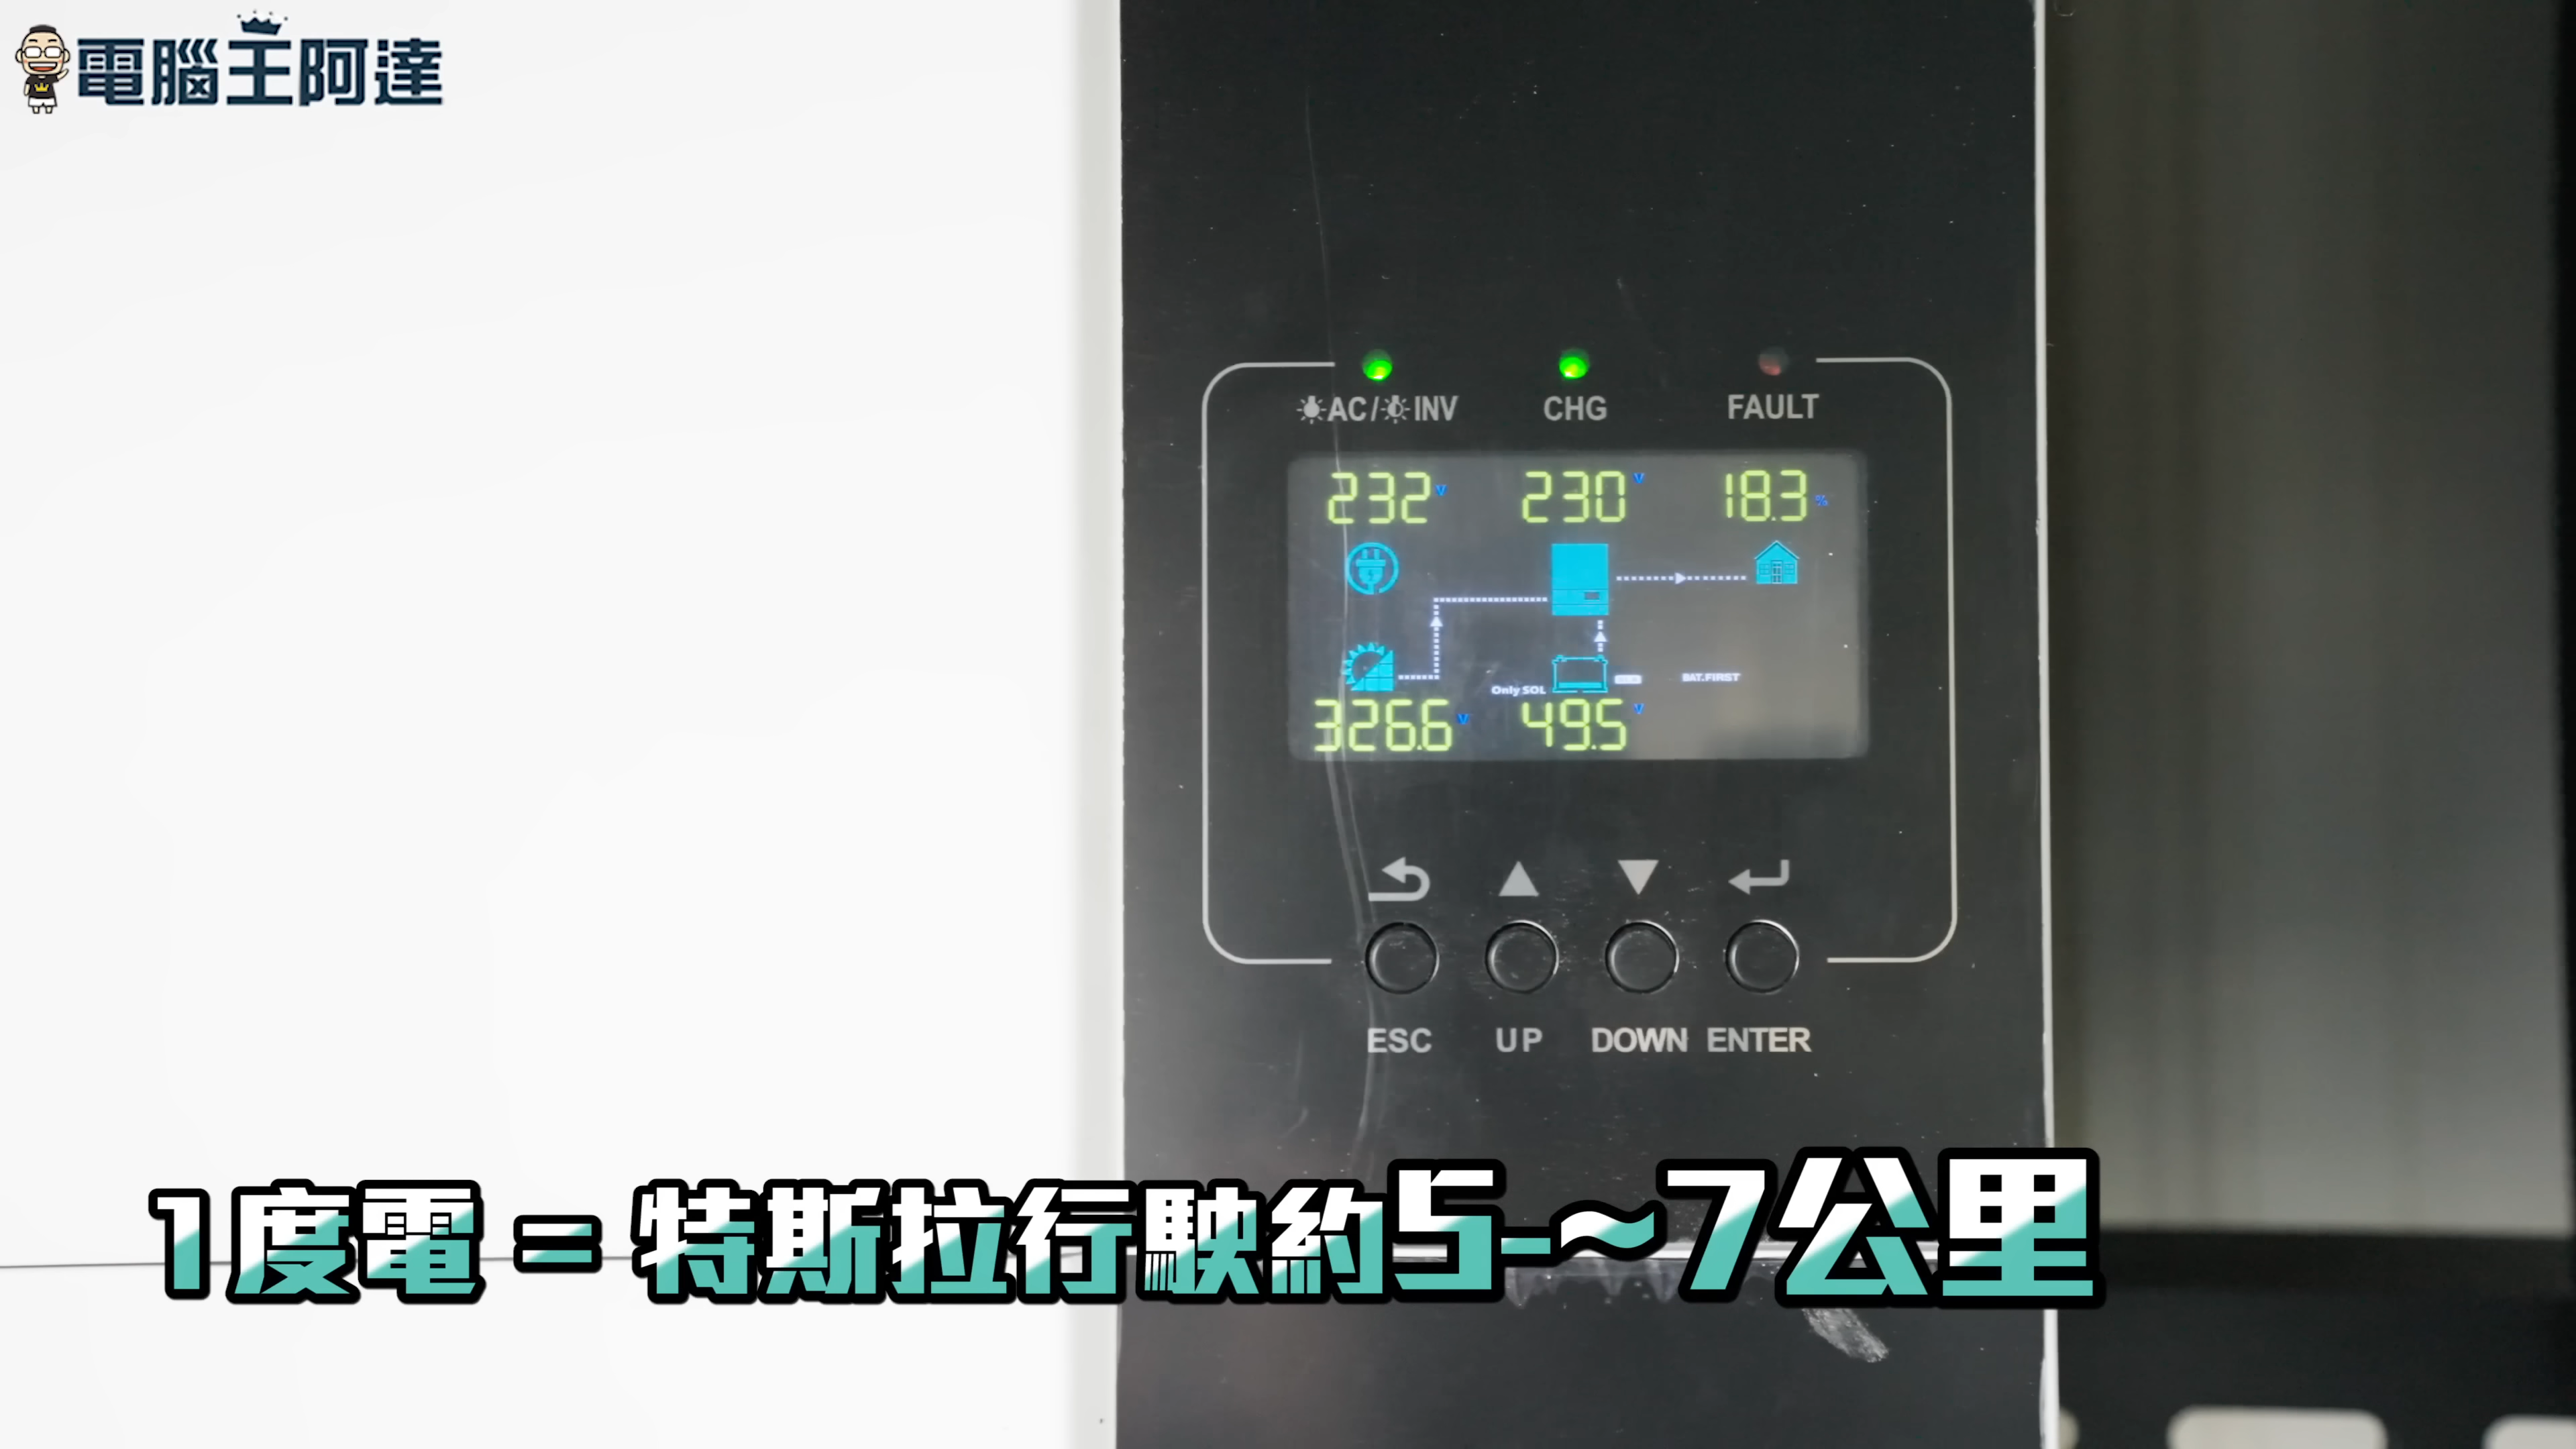 電腦王阿達
AC/ INV
CHG
FAULT
232 V
230 V
18.3 %
Only SOL
BAT.FIRST
326.6 V
49.5 V
ESC
UP
DOWN
ENTER
1度電 = 特斯拉行駛約5-~7公里